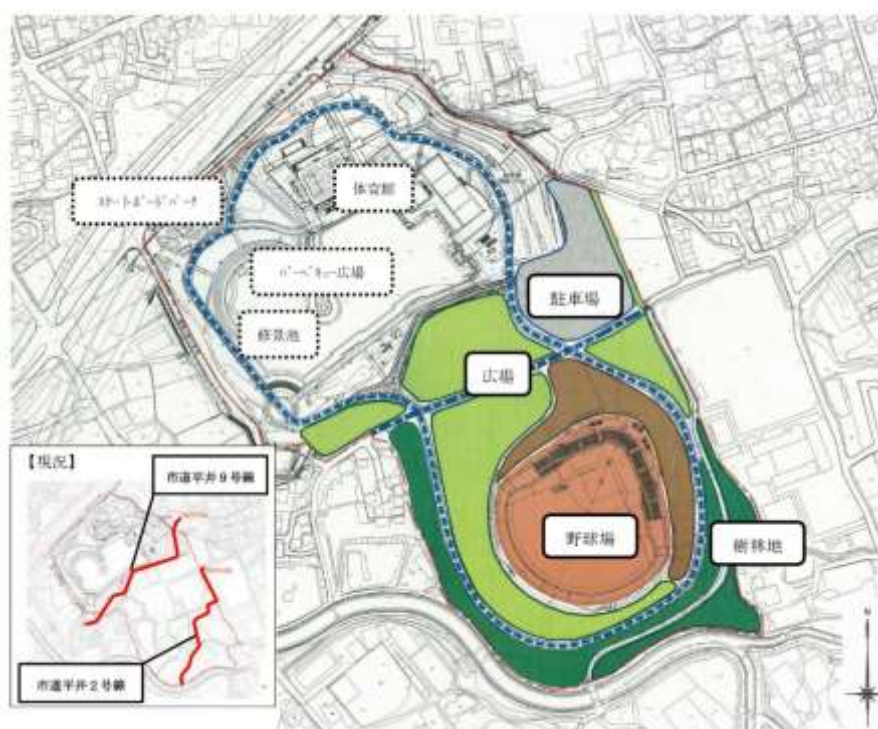 体育館
スケートボードパーク
バーベキュー広場
駐車場
修景池
広場
【現況】
市道平井9号線
野球場
樹林地
市道平井2号線
N